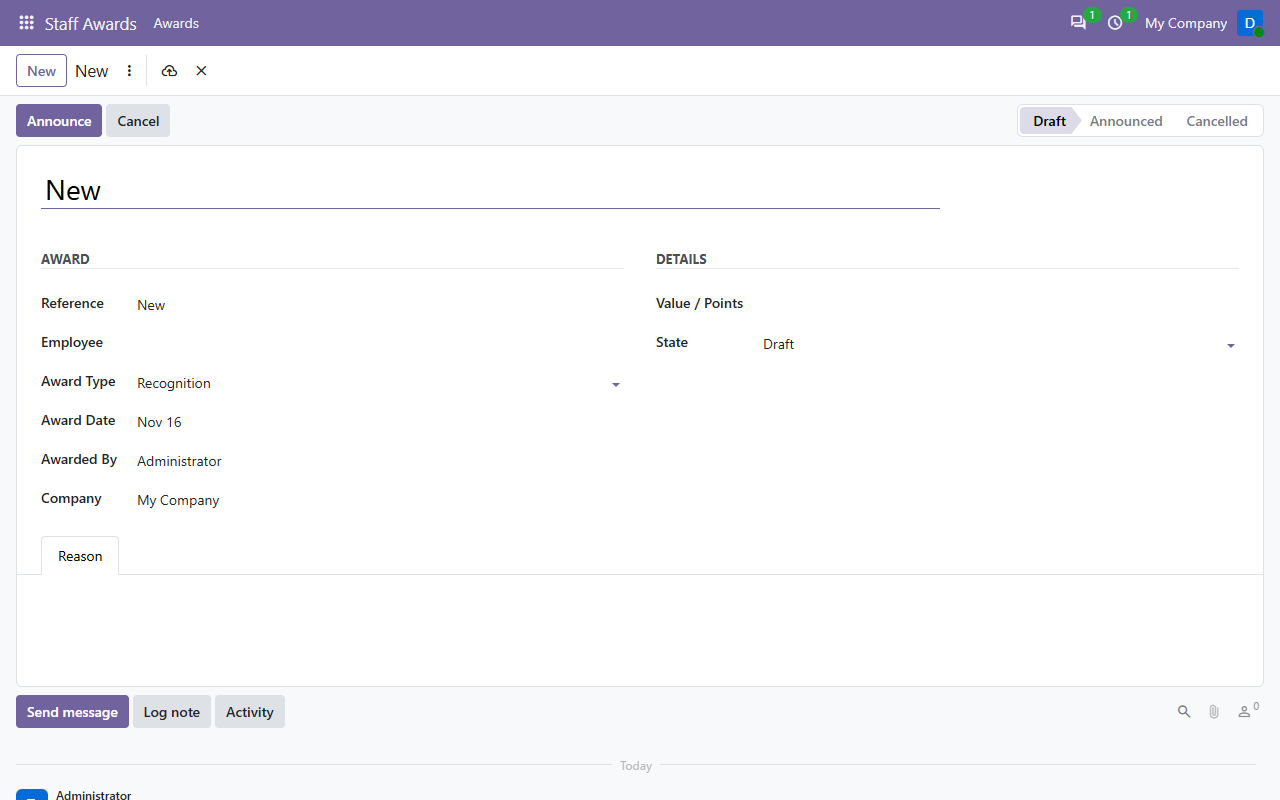 Staff Awards Awards 1 1 My Company D
New New
Announce Cancel Draft Announced Cancelled
New
AWARD DETAILS
Reference New Value / Points
Employee State Draft
Award Type Recognition
Award Date Nov 16
Awarded By Administrator
Company My Company
Reason
Send message Log note Activity 0
Today
Administrator